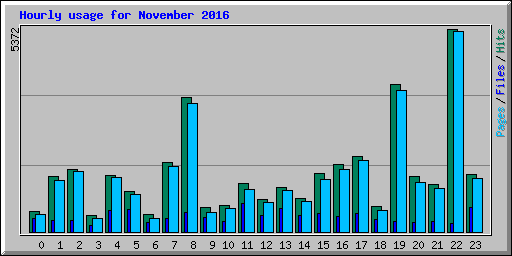 Hourly usage for November 2016
5372
Pages / Files / Hits
0 1 2 3 4 5 6 7 8 9 10 11 12 13 14 15 16 17 18 19 20 21 22 23